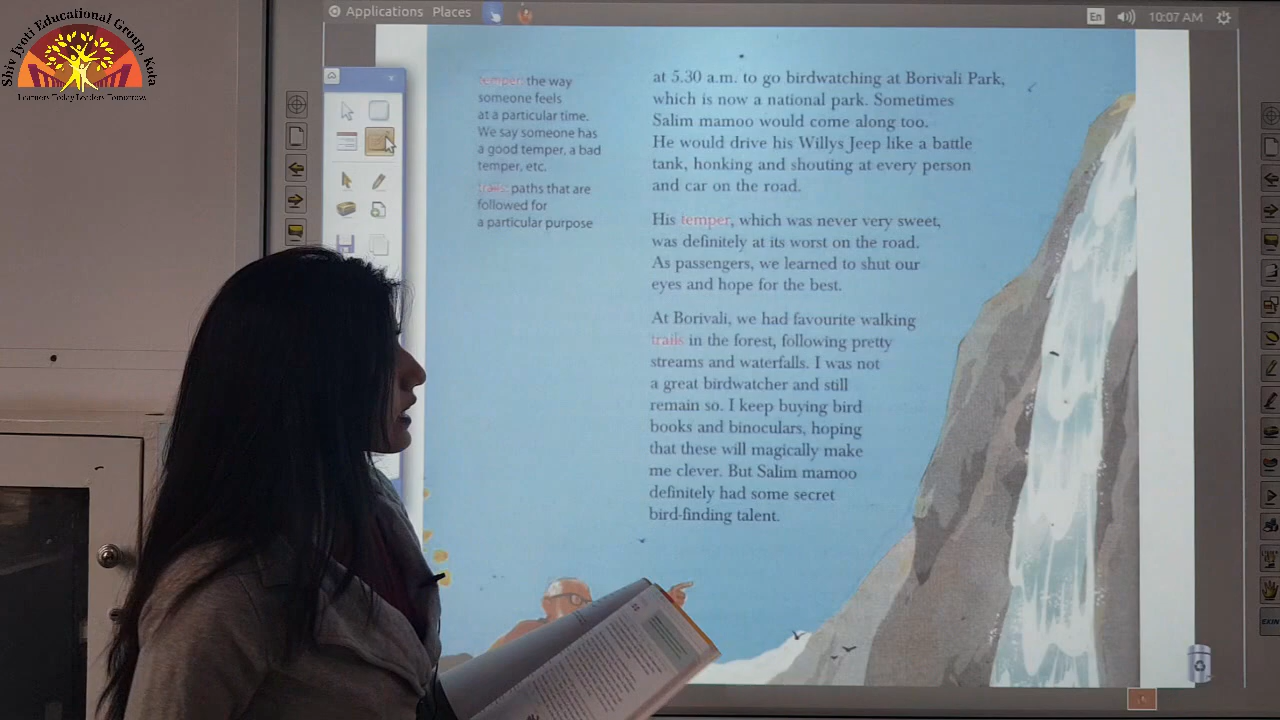 Shiv Jyoti Educational Group, Kota
Learners Today Leaders Tomorrow
Applications Places
En
10:07 AM
temper: the way
someone feels
at a particular time.
We say someone has
a good temper, a bad
temper, etc.
trails: paths that are
followed for
a particular purpose
at 5.30 a.m. to go birdwatching at Borivali Park,
which is now a national park. Sometimes
Salim mamoo would come along too.
He would drive his Willys Jeep like a battle
tank, honking and shouting at every person
and car on the road.
His temper, which was never very sweet,
was definitely at its worst on the road.
As passengers, we learned to shut our
eyes and hope for the best.
At Borivali, we had favourite walking
trails in the forest, following pretty
streams and waterfalls. I was not
a great birdwatcher and still
remain so. I keep buying bird
books and binoculars, hoping
that these will magically make
me clever. But Salim mamoo
definitely had some secret
bird-finding talent.